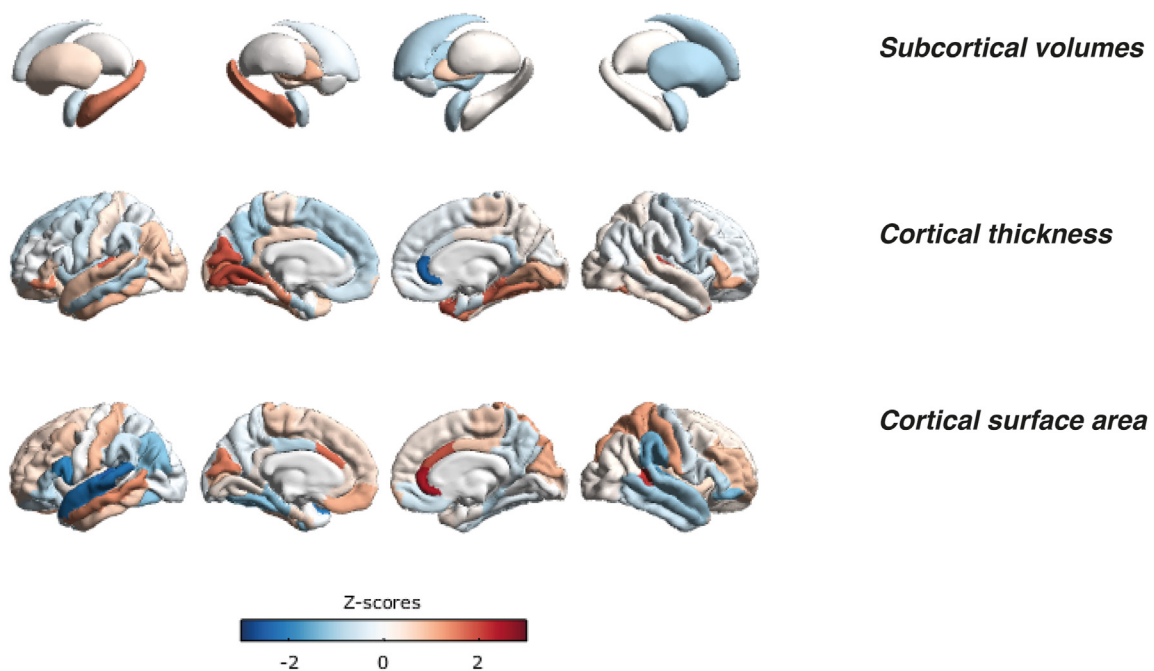 Subcortical volumes
Cortical thickness
Cortical surface area
Z-scores
-2 0 2